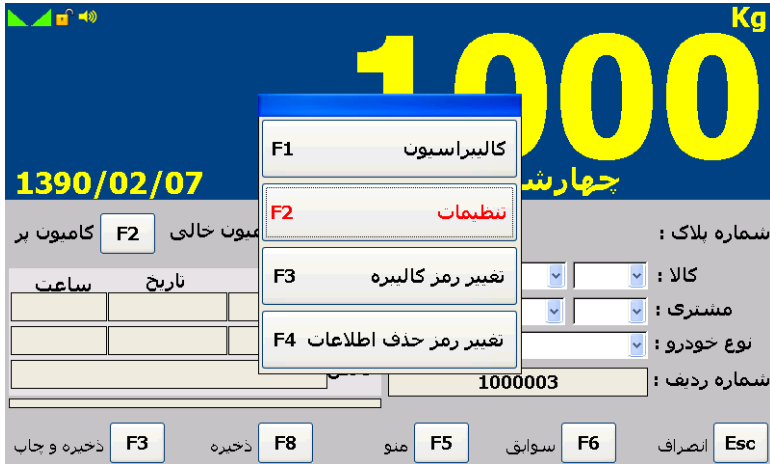 Kg
1000
1390/02/07 چهارش
کالیبراسیون F1
تنظیمات F2
تغییر رمز کالیبره F3
تغییر رمز حذف اطلاعات F4
شماره پلاک :
خالی F2 کامیون پر
کالا :
تاریخ ساعت
مشتری :
نوع خودرو :
شماره ردیف : 1000003
Esc انصراف F6 سوابق F5 منو F8 ذخیره F3 ذخیره و چاپ